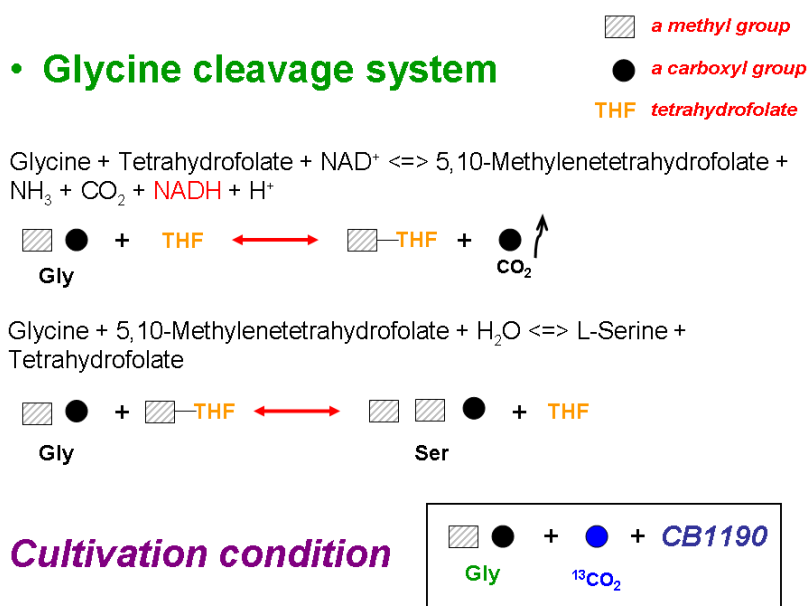 a methyl group
• Glycine cleavage system
a carboxyl group
THF tetrahydrofolate
Glycine + Tetrahydrofolate + NAD⁺ <=> 5,10-Methylenetetrahydrofolate +
NH₃ + CO₂ + NADH + H⁺
+ THF —THF +
Gly CO₂
Glycine + 5,10-Methylenetetrahydrofolate + H₂O <=> L-Serine +
Tetrahydrofolate
+ —THF + THF
Gly Ser
Cultivation condition
+ + CB1190
Gly ¹³CO₂